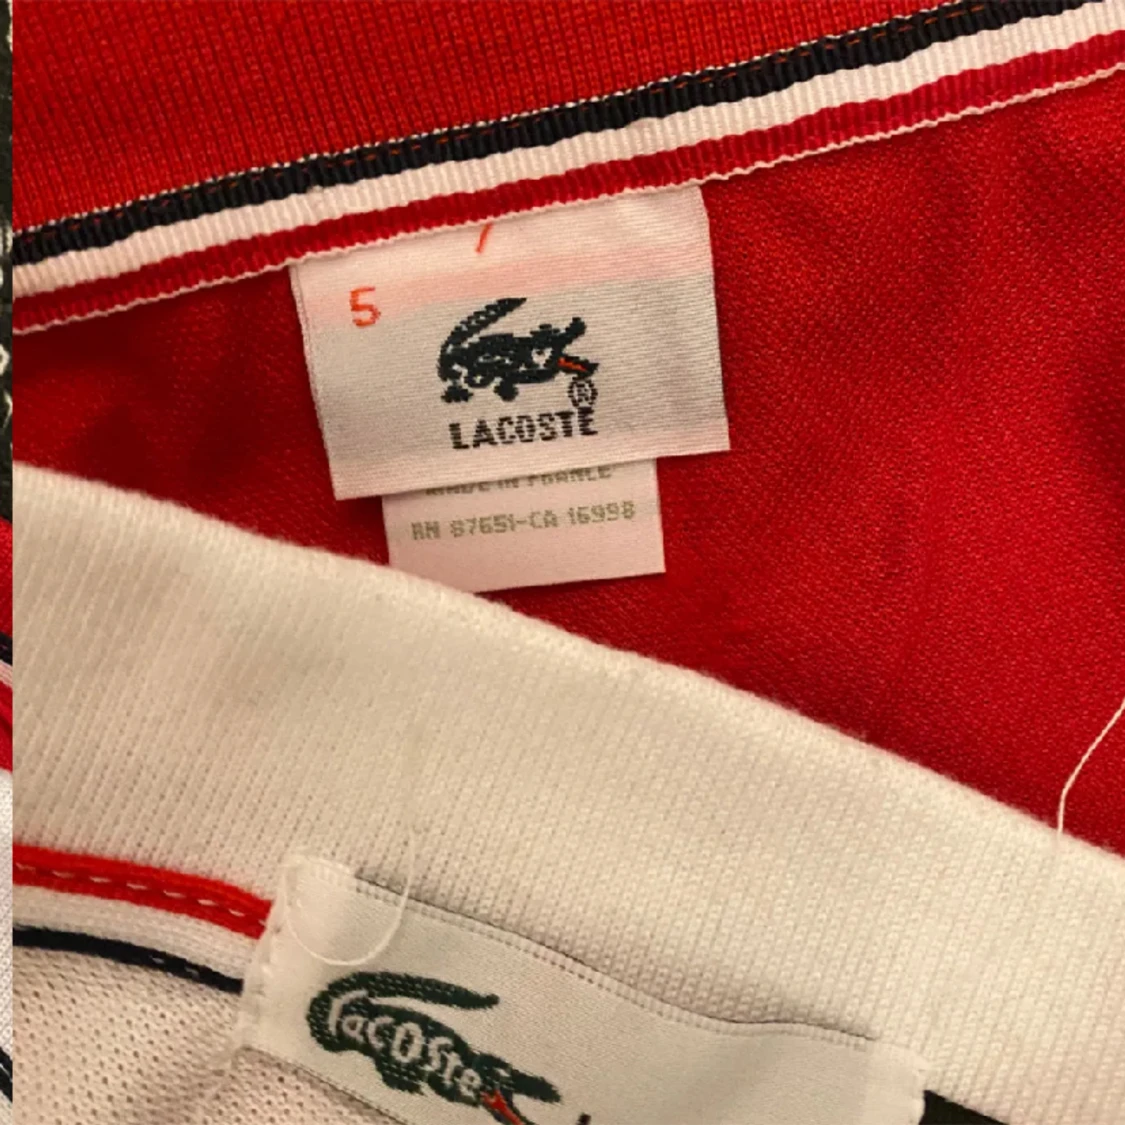 5
LACOSTE
®
MADE IN FRANCE
RN 87651-CA 16998
lacoste